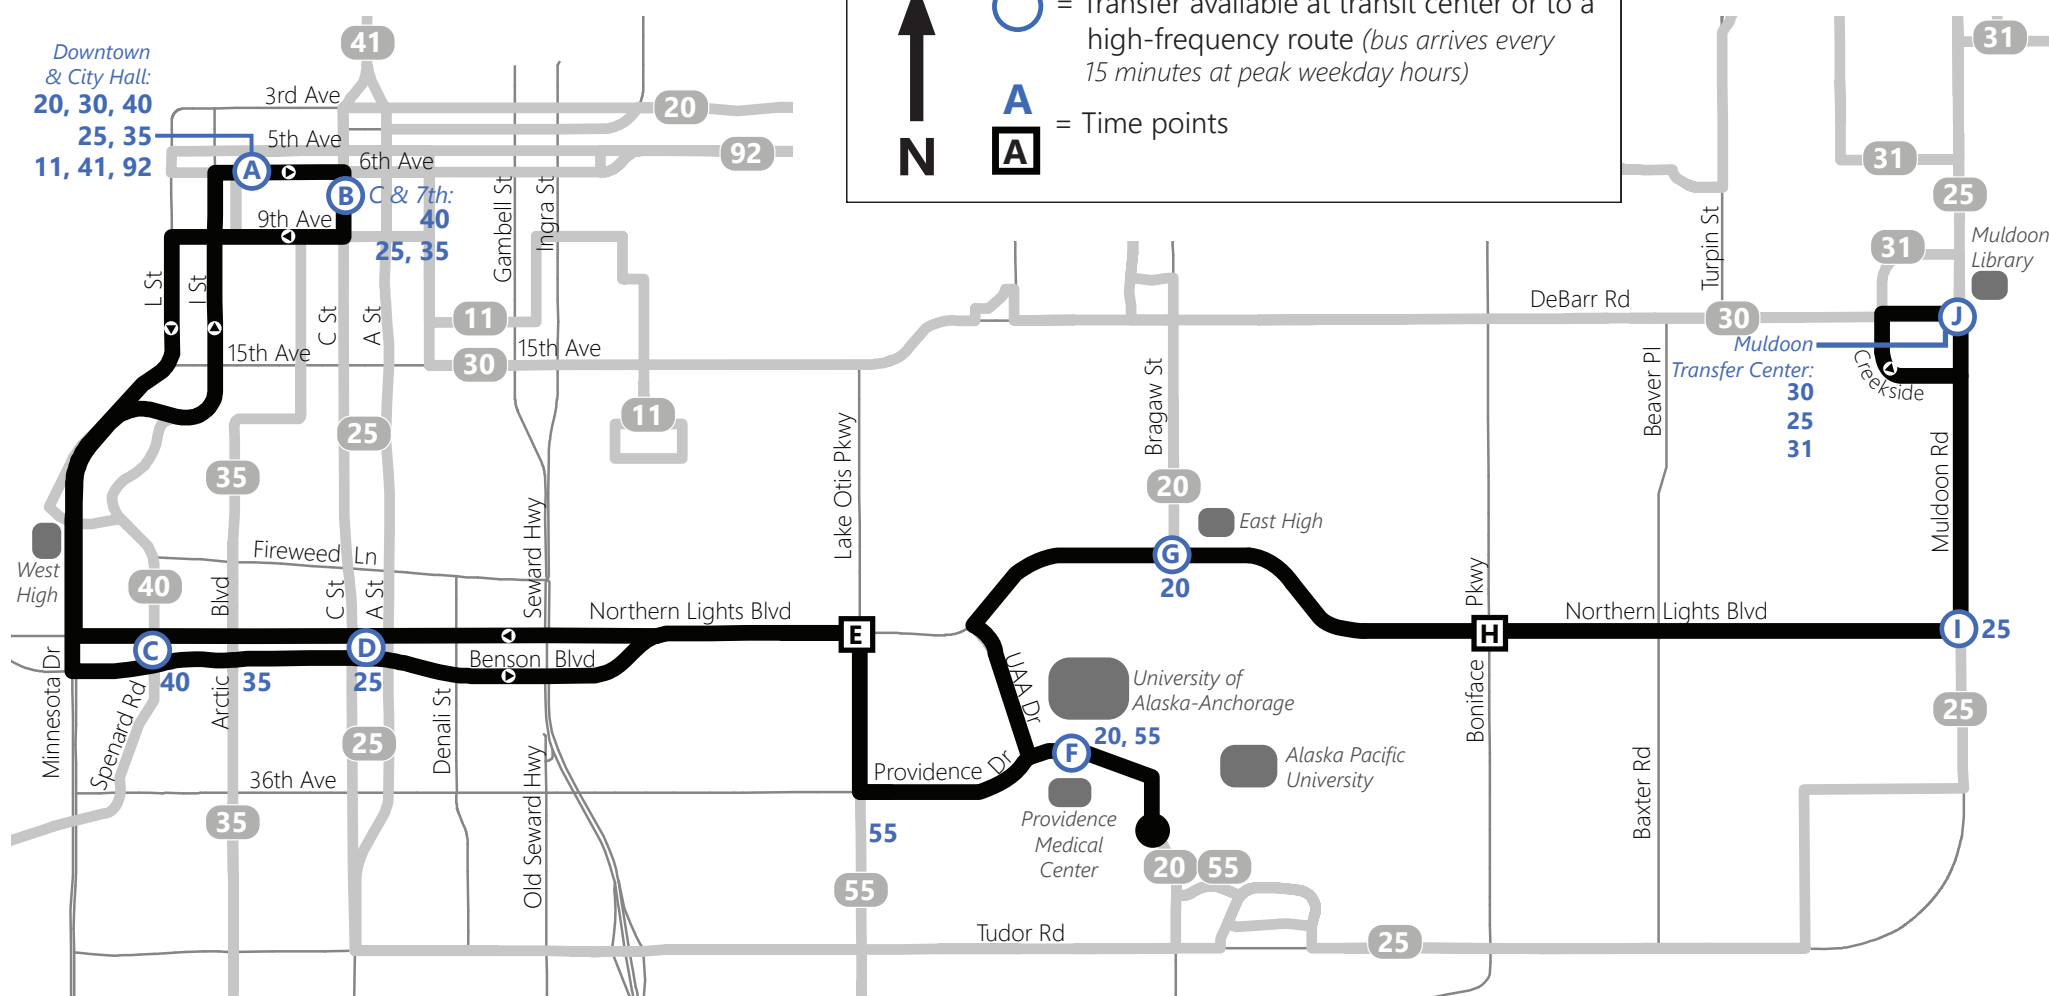 = Transfer available at transit center or to a
high-frequency route (bus arrives every
15 minutes at peak weekday hours)
A
A
= Time points
N
Downtown
& City Hall:
20, 30, 40
25, 35
11, 41, 92
41
3rd Ave
20
5th Ave
92
6th Ave
A
B
C & 7th:
40
25, 35
9th Ave
L St
I St
C St
A St
Gambell St
Ingra St
11
15th Ave
30
15th Ave
11
25
35
West
High
40
Fireweed Ln
Blvd
C St
A St
Seward Hwy
Lake Otis Pkwy
Northern Lights Blvd
E
C
D
Benson Blvd
40
35
25
Minnesota Dr
Spenard Rd
Arctic
Denali St
Old Seward Hwy
25
36th Ave
35
Providence Dr
UAA Dr
55
55
F
20, 55
University of
Alaska-Anchorage
Alaska Pacific
University
Providence
Medical
Center
20
55
Tudor Rd
25
Bragaw St
20
East High
G
20
Pkwy
H
Boniface
Northern Lights Blvd
I
25
25
Baxter Rd
Beaver Pl
Muldoon Rd
DeBarr Rd
30
Turpin St
31
31
25
31
Muldoon
Library
J
Muldoon
Transfer Center:
30
25
31
Creekside